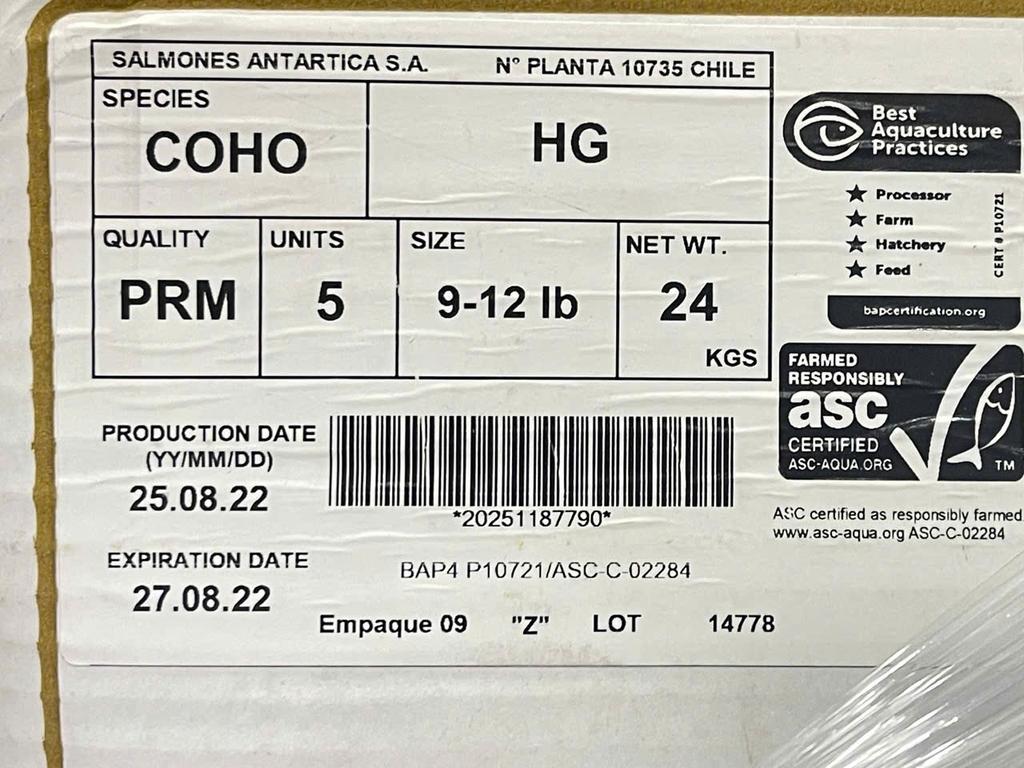 SALMONES ANTARTICA S.A. N° PLANTA 10735 CHILE
SPECIES
COHO
HG
QUALITY
PRM
UNITS
5
SIZE
9-12 lb
NET WT.
24
KGS
Best
Aquaculture
Practices
Processor
Farm
Hatchery
Feed
CERT # P10721
bapcertification.org
FARMED
RESPONSIBLY
asc
CERTIFIED
ASC-AQUA.ORG
TM
ASC certified as responsibly farmed
www.asc-aqua.org ASC-C-02284
PRODUCTION DATE
(YY/MM/DD)
25.08.22
*20251187790*
EXPIRATION DATE
27.08.22
BAP4 P10721/ASC-C-02284
Empaque 09 "Z" LOT 14778